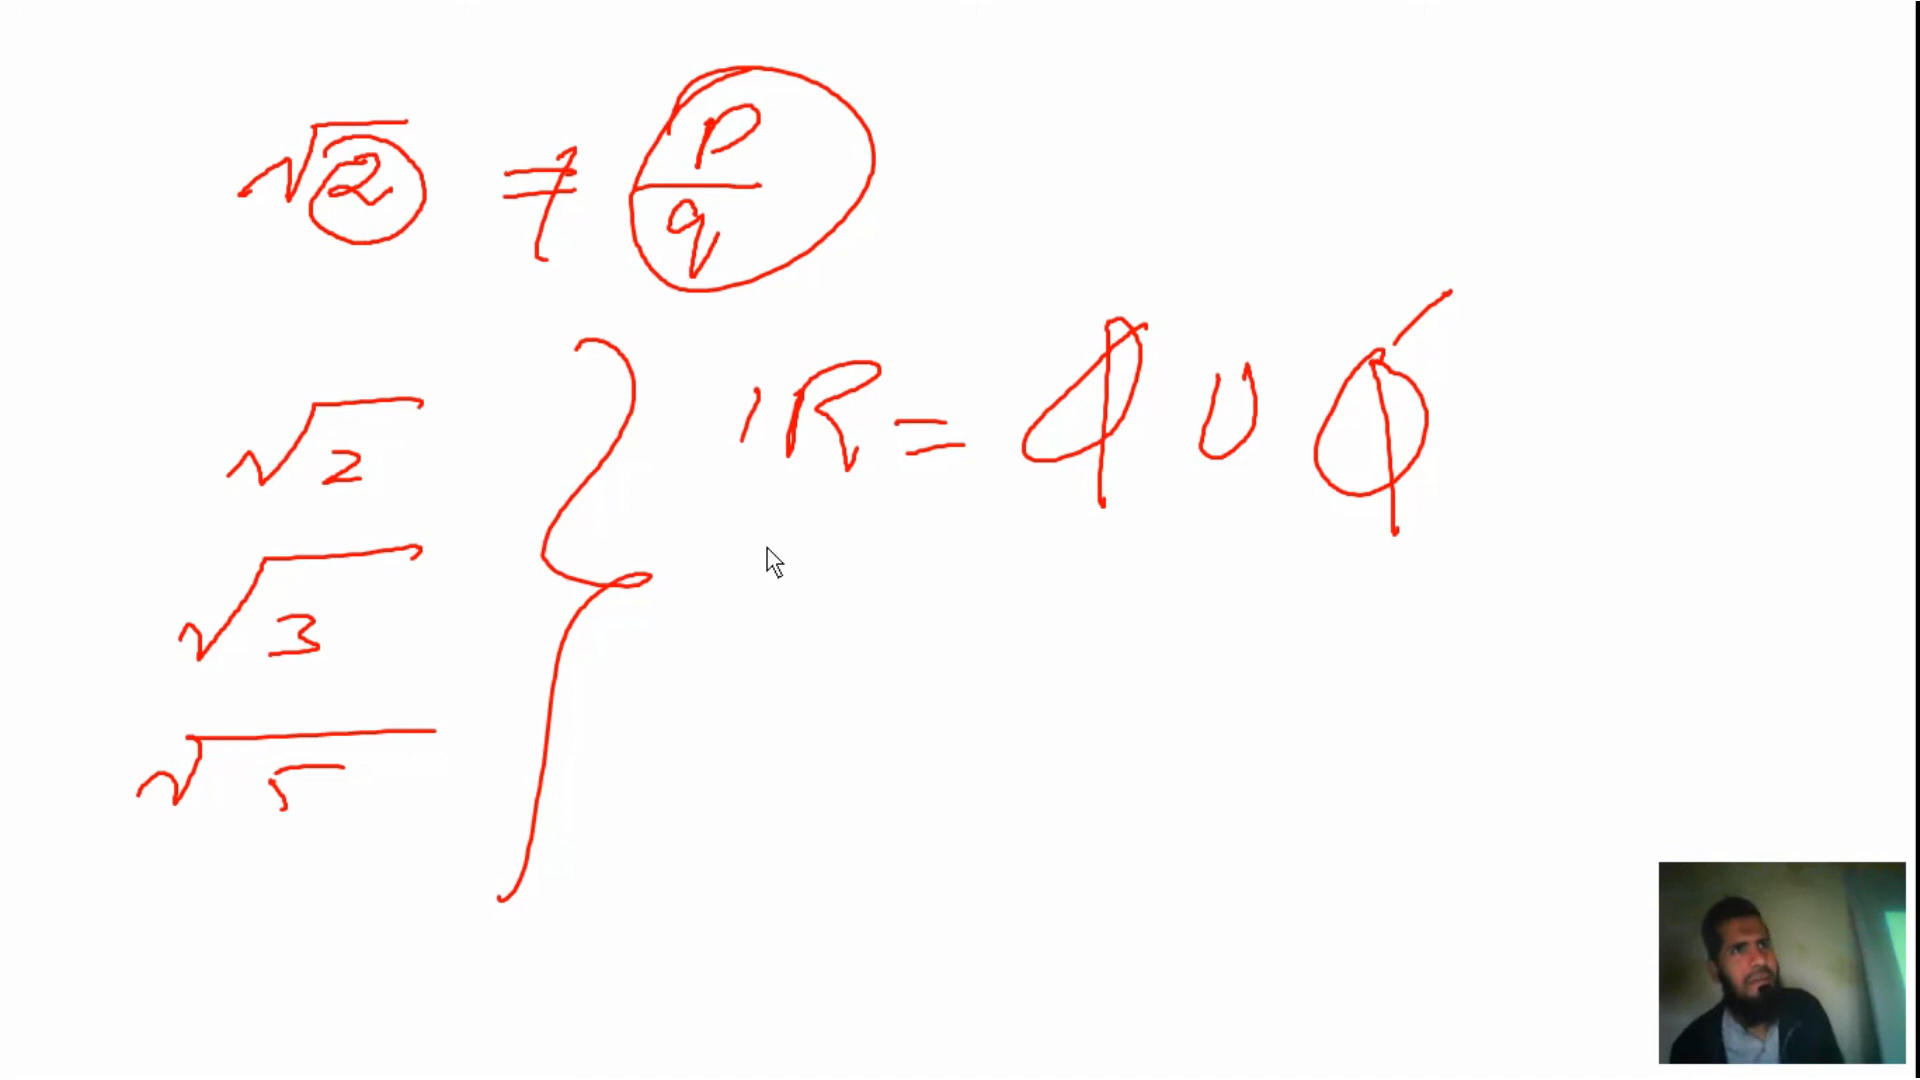 √2 ≠ p/q
√2
ℝ = ℚ ∪ ℚ′
√3
√5